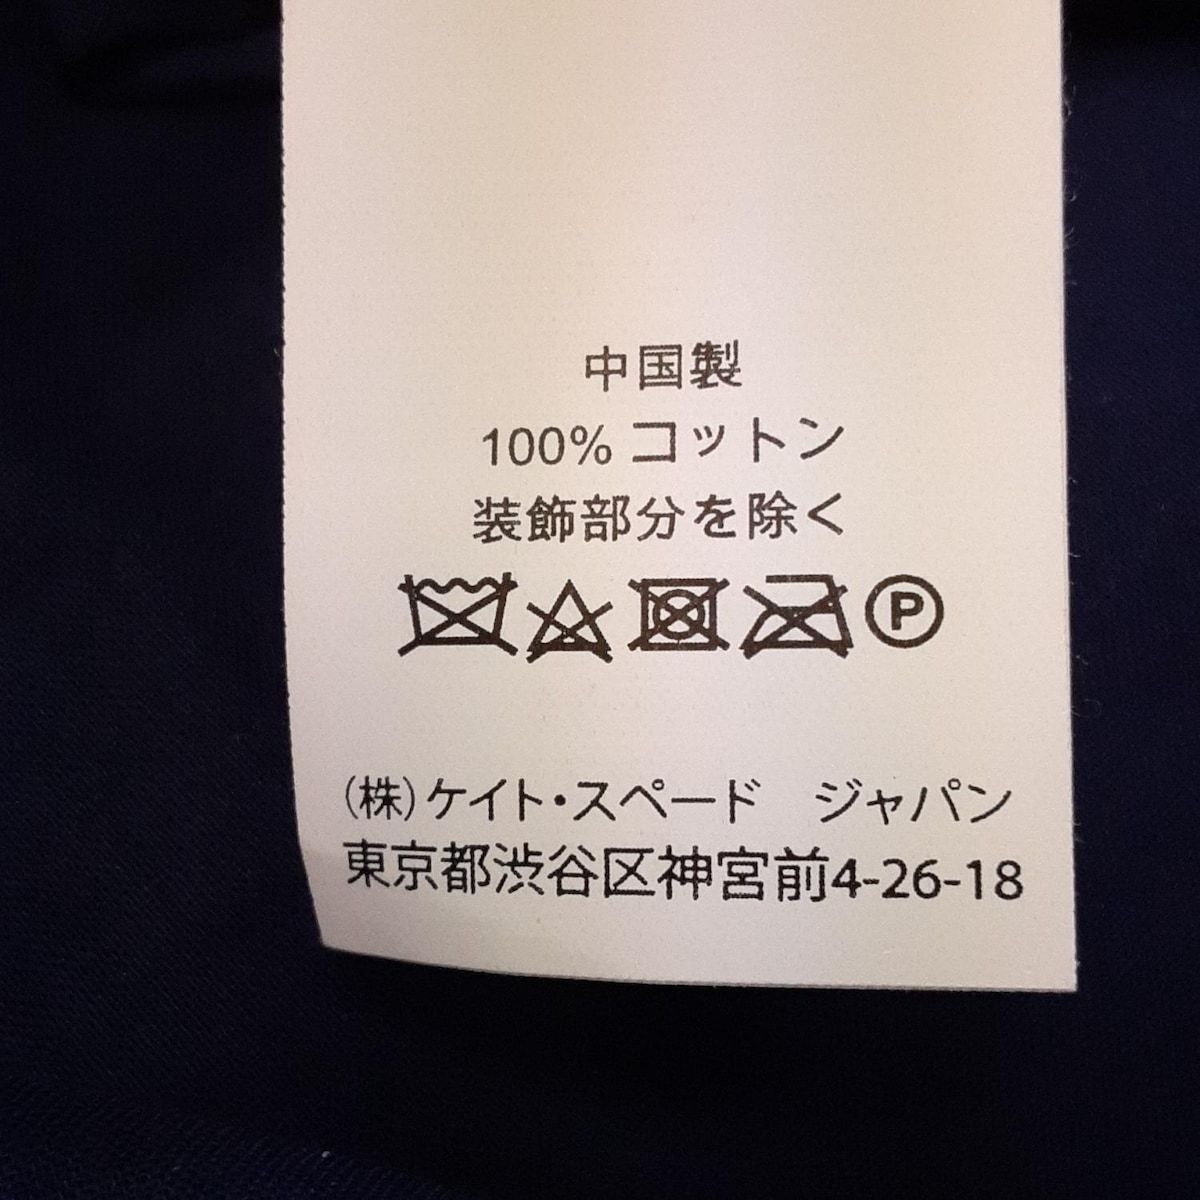 中国製
100% コットン
装飾部分を除く
P
(株)ケイト・スペード ジャパン
東京都渋谷区神宮前4-26-18